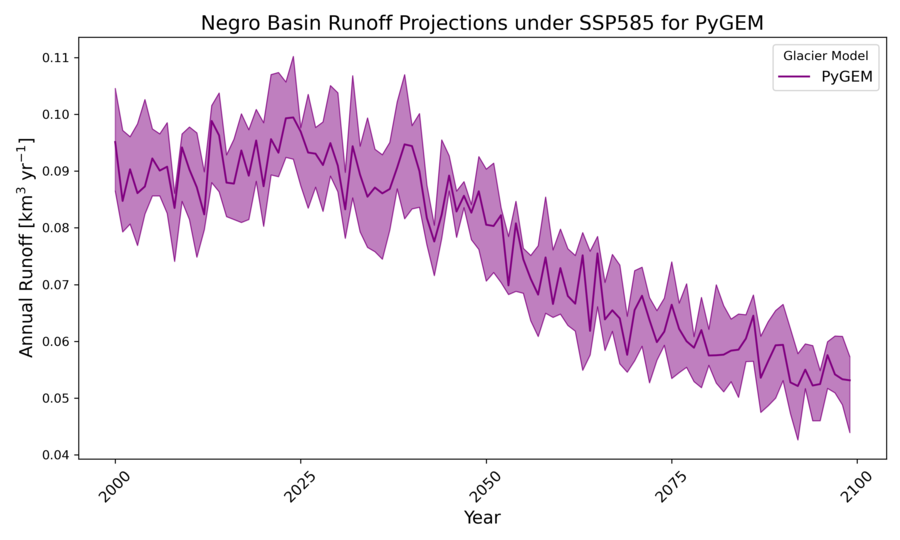 Negro Basin Runoff Projections under SSP585 for PyGEM
Glacier Model
PyGEM
Annual Runoff [km³ yr⁻¹]
0.11
0.10
0.09
0.08
0.07
0.06
0.05
0.04
2000
2025
2050
2075
2100
Year